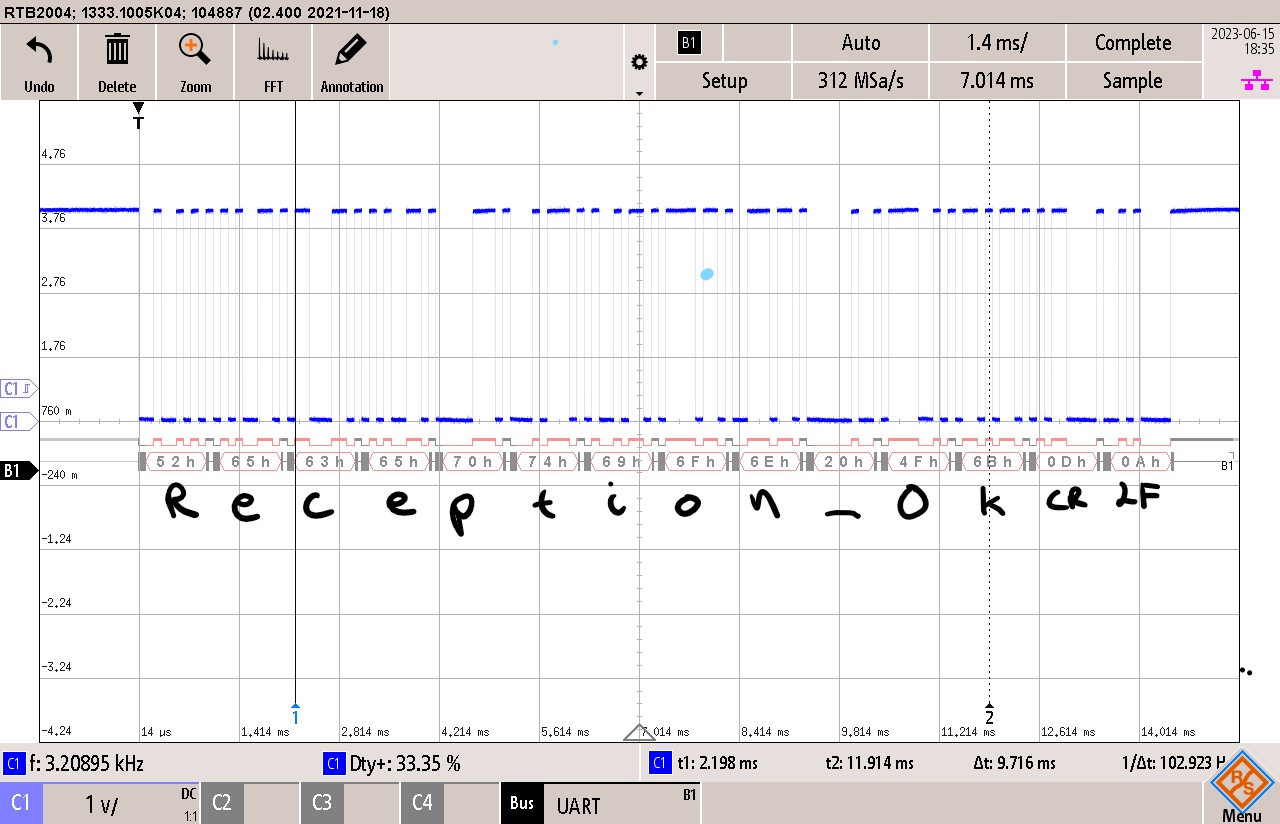 RTB2004; 1333.1005K04; 104887 (02.400 2021-11-18)
Undo Delete Zoom FFT Annotation
B1 Auto 1.4 ms/ Complete 2023-06-15
18:35
Setup 312 MSa/s 7.014 ms Sample
T
4.76
3.76
2.76
1.76
C1
760 m
C1
B1
52h 65h 63h 65h 70h 74h 69h 6Fh 6Eh 20h 4Fh 6Bh 0Dh 0Ah
B1
-240 m
R e c e p t i o n _ O k CR LF
-1.24
-2.24
-3.24
1 2
-4.24 14 µs 1.414 ms 2.814 ms 4.214 ms 5.614 ms 7.014 ms 8.414 ms 9.814 ms 11.214 ms 12.614 ms 14.014 ms
C1 f: 3.20895 kHz C1 Dty+: 33.35 % C1 t1: 2.198 ms t2: 11.914 ms Δt: 9.716 ms 1/Δt: 102.923
C1 1 V/ DC
1:1 C2 C3 C4 Bus UART B1
R S
Menu